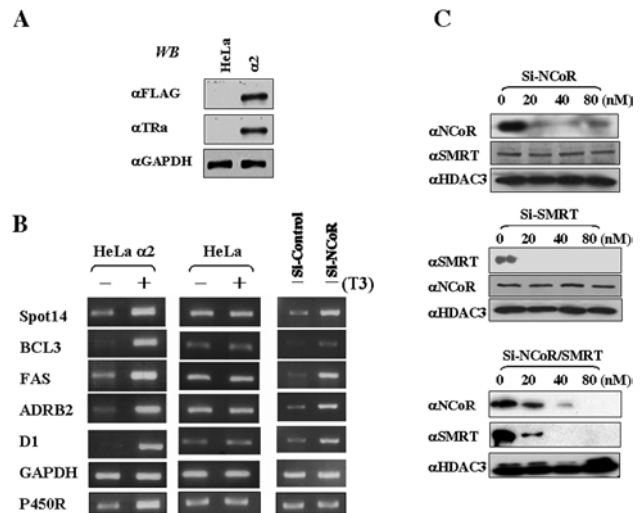 A
WB
HeLa
α2
αFLAG
αTRa
αGAPDH
B
HeLa α2
HeLa
Si-Control
Si-NCoR
– + – + – – (T3)
Spot14
BCL3
FAS
ADRB2
D1
GAPDH
P450R
C
Si-NCoR
0 20 40 80 (nM)
αNCoR
αSMRT
αHDAC3
Si-SMRT
0 20 40 80 (nM)
αSMRT
αNCoR
αHDAC3
Si-NCoR/SMRT
0 20 40 80 (nM)
αNCoR
αSMRT
αHDAC3